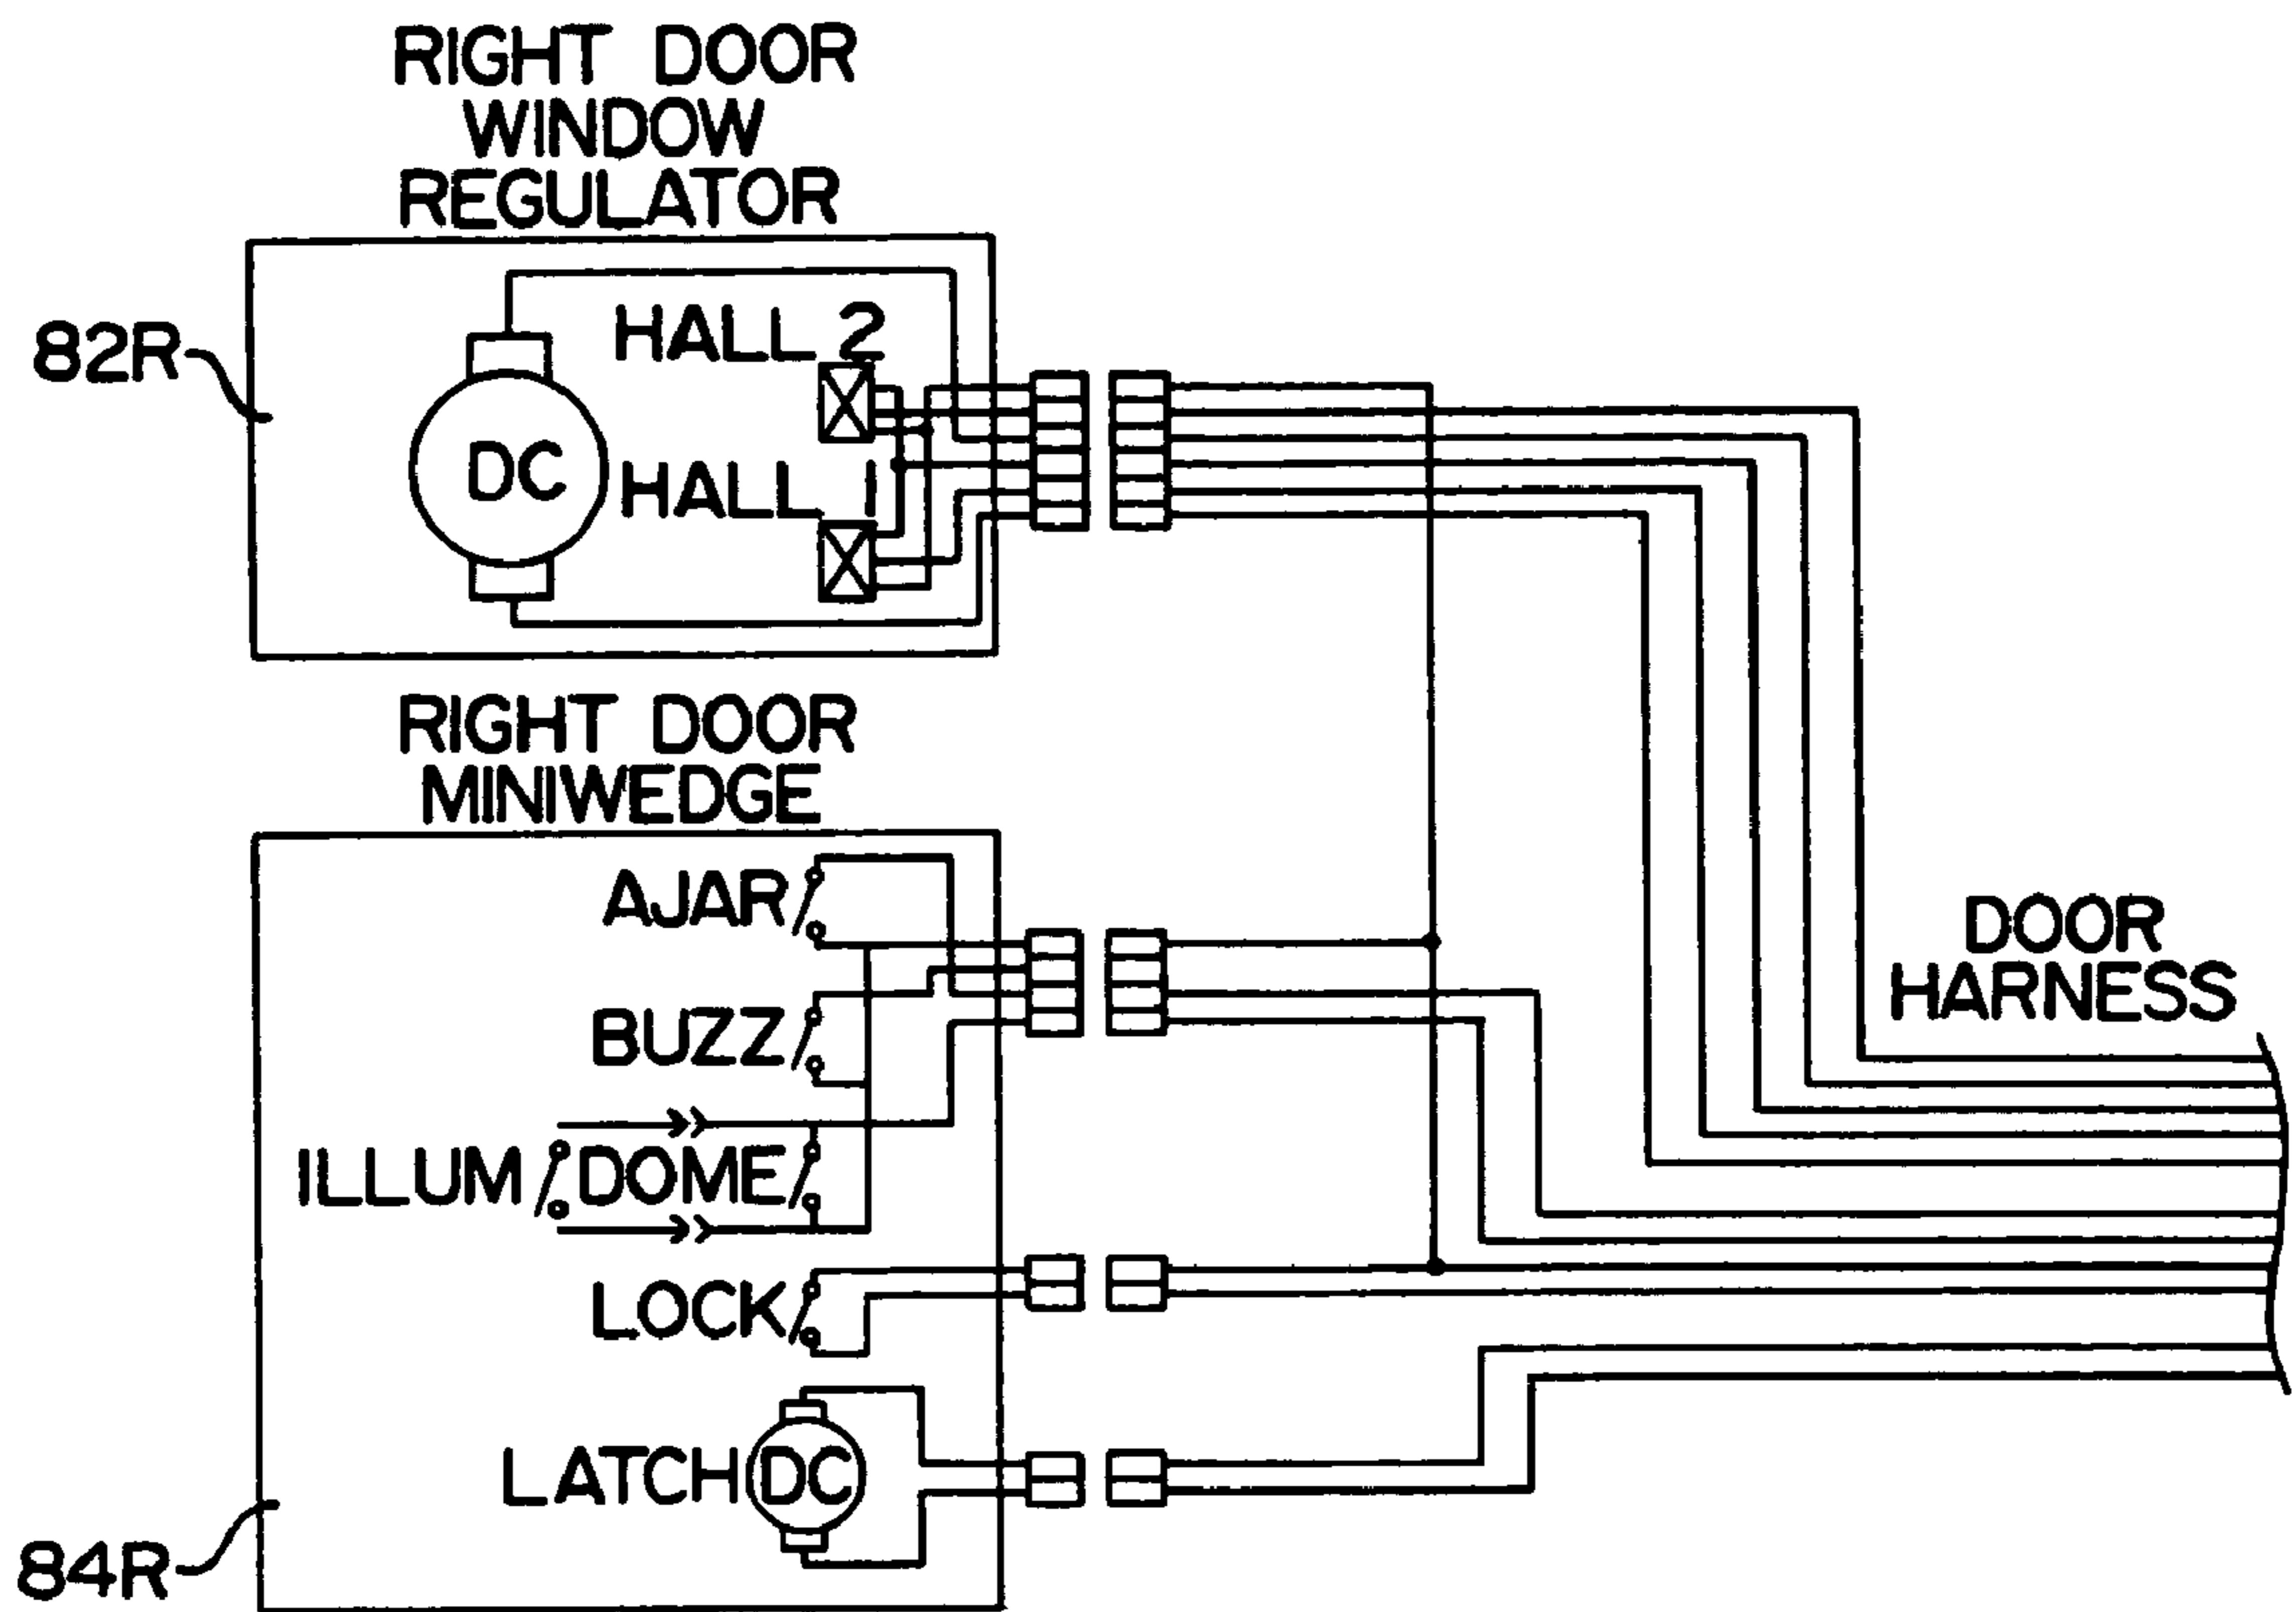 RIGHT DOOR
WINDOW
REGULATOR
82R
HALL 2
DC
HALL 1
RIGHT DOOR
MINIWEDGE
AJAR
DOOR
HARNESS
BUZZ
ILLUM DOME
LOCK
LATCH DC
84R